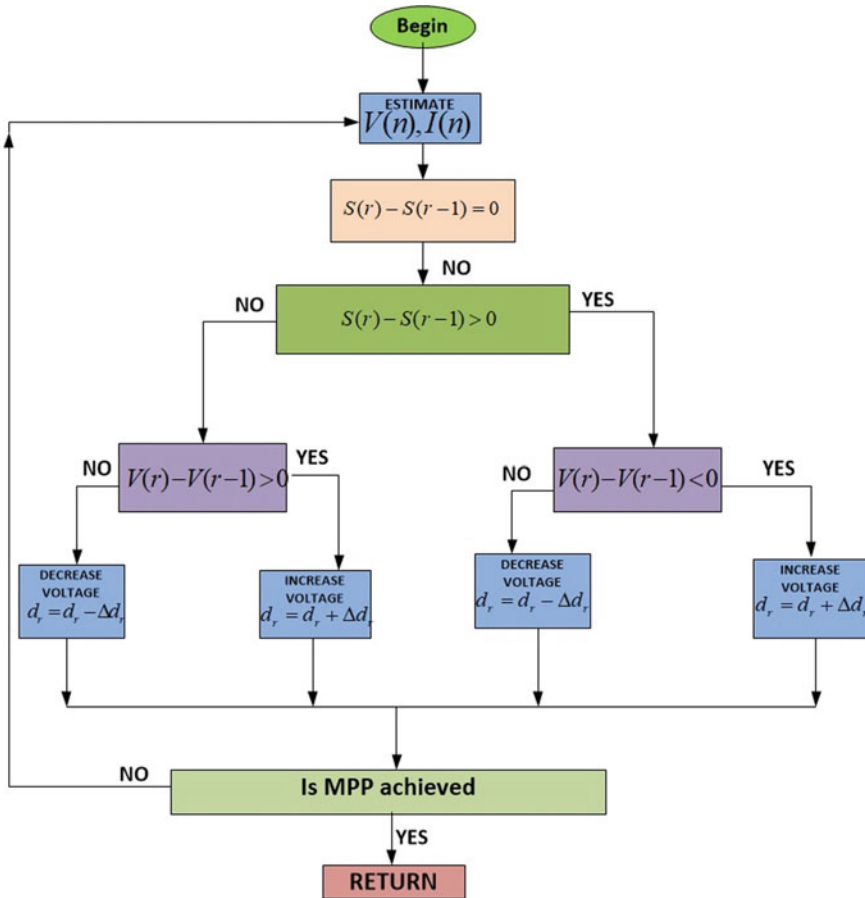 Begin
ESTIMATE
V(n), I(n)
S(r)−S(r−1)=0
NO
NO
S(r)−S(r−1)>0
YES
NO
V(r)−V(r−1)>0
YES
NO
V(r)−V(r−1)<0
YES
DECREASE
VOLTAGE
d_r=d_r−Δd_r
INCREASE
VOLTAGE
d_r=d_r+Δd_r
DECREASE
VOLTAGE
d_r=d_r−Δd_r
INCREASE
VOLTAGE
d_r=d_r+Δd_r
NO
Is MPP achieved
YES
RETURN